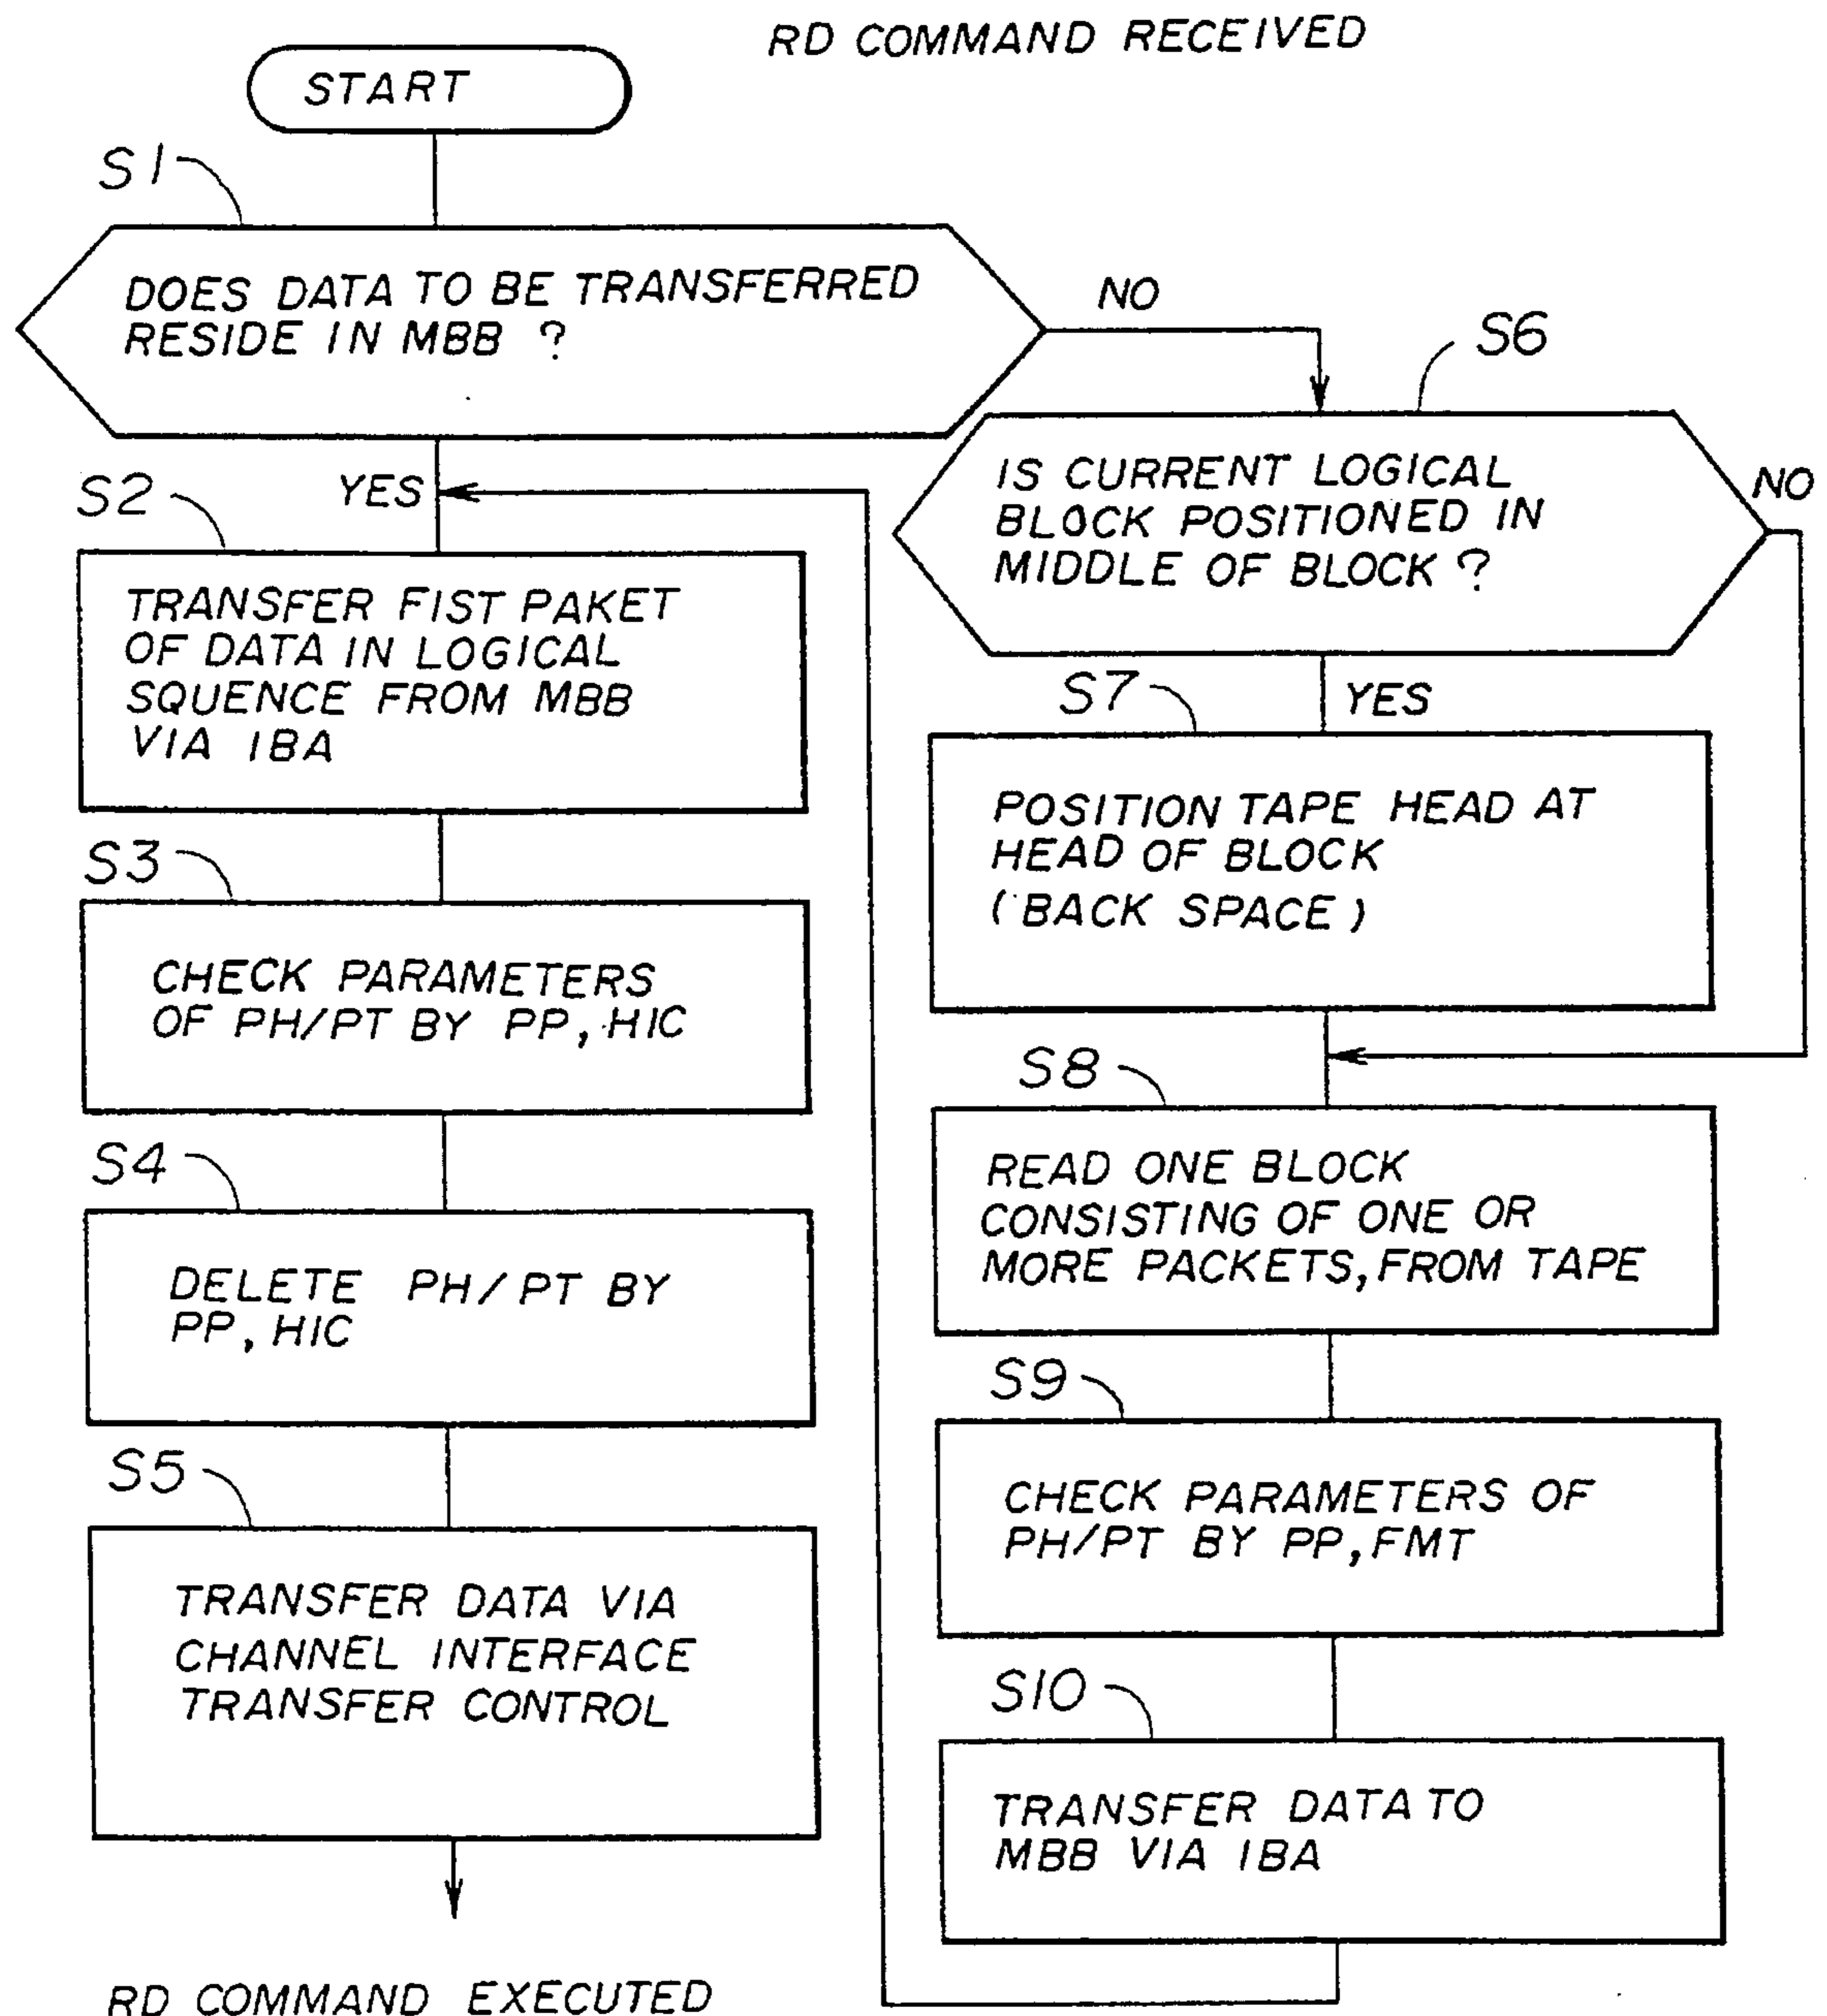 RD COMMAND RECEIVED
START
S1
DOES DATA TO BE TRANSFERRED
RESIDE IN MBB ?
NO
YES
S2
TRANSFER FIST PAKET
OF DATA IN LOGICAL
SQUENCE FROM MBB
VIA IBA
S3
CHECK PARAMETERS
OF PH/PT BY PP, HIC
S4
DELETE PH/PT BY
PP, HIC
S5
TRANSFER DATA VIA
CHANNEL INTERFACE
TRANSFER CONTROL
RD COMMAND EXECUTED
S6
IS CURRENT LOGICAL
BLOCK POSITIONED IN
MIDDLE OF BLOCK ?
NO
YES
S7
POSITION TAPE HEAD AT
HEAD OF BLOCK
(BACK SPACE)
S8
READ ONE BLOCK
CONSISTING OF ONE OR
MORE PACKETS, FROM TAPE
S9
CHECK PARAMETERS OF
PH/PT BY PP, FMT
S10
TRANSFER DATA TO
MBB VIA IBA